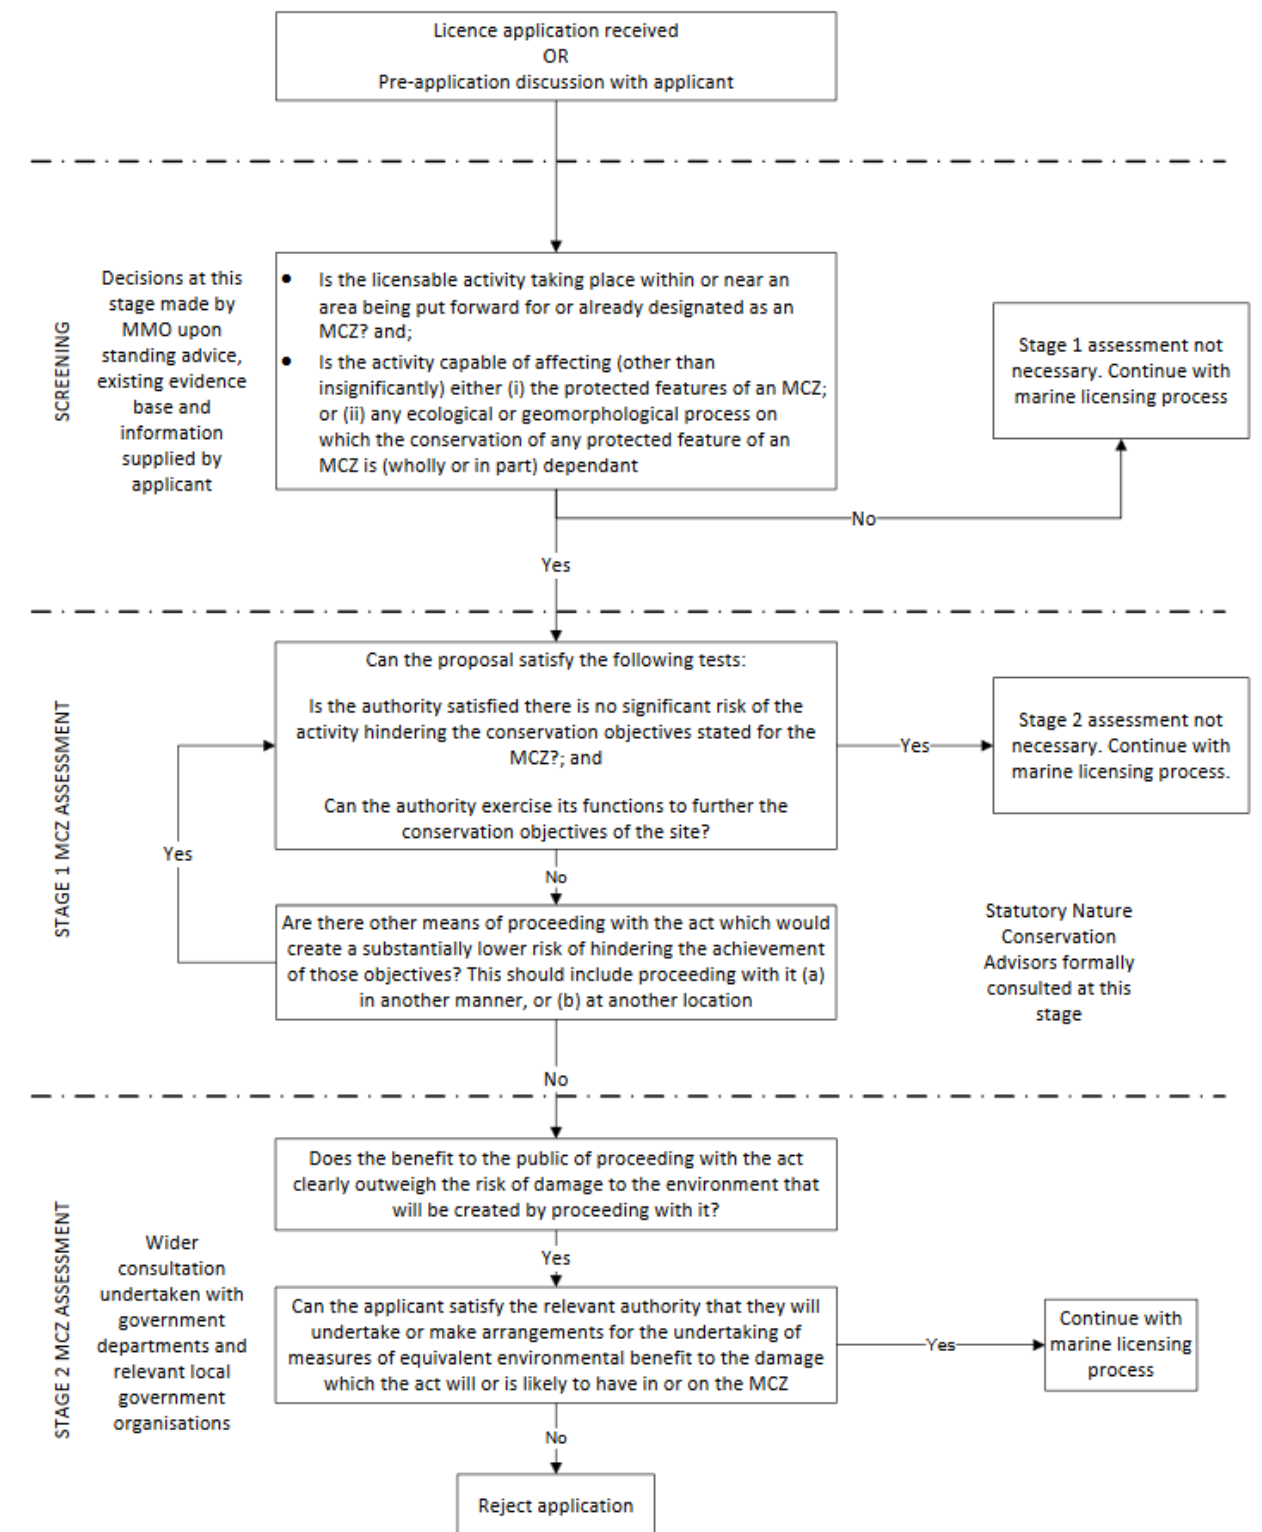 Licence application received
OR
Pre-application discussion with applicant
SCREENING
Decisions at this
stage made by
MMO upon
standing advice,
existing evidence
base and
information
supplied by
applicant
• Is the licensable activity taking place within or near an
area being put forward for or already designated as an
MCZ? and;
• Is the activity capable of affecting (other than
insignificantly) either (i) the protected features of an MCZ;
or (ii) any ecological or geomorphological process on
which the conservation of any protected feature of an
MCZ is (wholly or in part) dependant
Stage 1 assessment not
necessary. Continue with
marine licensing process
No
Yes
STAGE 1 MCZ ASSESSMENT
Can the proposal satisfy the following tests:
Is the authority satisfied there is no significant risk of the
activity hindering the conservation objectives stated for the
MCZ?; and
Can the authority exercise its functions to further the
conservation objectives of the site?
Yes
Stage 2 assessment not
necessary. Continue with
marine licensing process.
Yes
No
Are there other means of proceeding with the act which would
create a substantially lower risk of hindering the achievement
of those objectives? This should include proceeding with it (a)
in another manner, or (b) at another location
Statutory Nature
Conservation
Advisors formally
consulted at this
stage
No
STAGE 2 MCZ ASSESSMENT
Wider
consultation
undertaken with
government
departments and
relevant local
government
organisations
Does the benefit to the public of proceeding with the act
clearly outweigh the risk of damage to the environment that
will be created by proceeding with it?
Yes
Can the applicant satisfy the relevant authority that they will
undertake or make arrangements for the undertaking of
measures of equivalent environmental benefit to the damage
which the act will or is likely to have in or on the MCZ
Yes
Continue with
marine licensing
process
No
Reject application